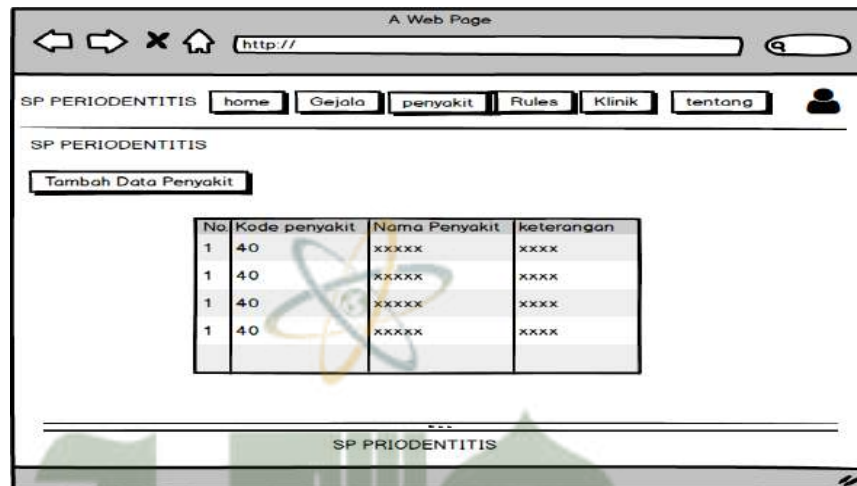 A Web Page
http://
SP PERIODENTITIS home Gejala penyakit Rules Klinik tentang
SP PERIODENTITIS
Tambah Data Penyakit
No. Kode penyakit Nama Penyakit keterangan
1 40 xxxxx xxxx
1 40 xxxxx xxxx
1 40 xxxxx xxxx
1 40 xxxxx xxxx
SP PRIODENTITIS